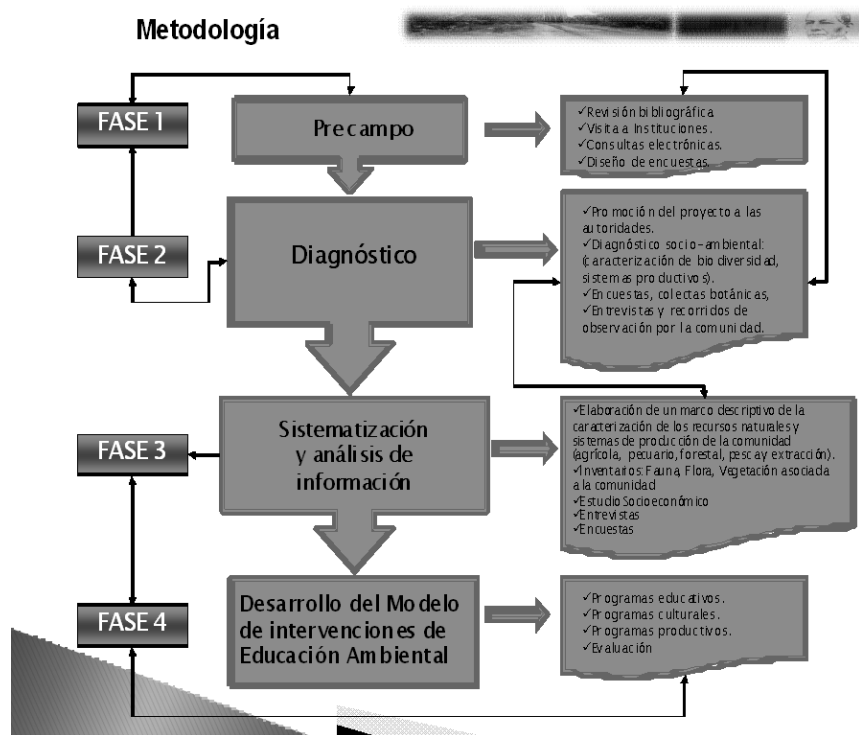 Metodología
FASE 1
Precampo
✓Revisión bibliográfica
✓Visita a Instituciones.
✓Consultas electrónicas.
✓Diseño de encuestas.
FASE 2
Diagnóstico
✓Promoción del proyecto a las
autoridades.
✓Diagnóstico socio-ambiental:
(caracterización de bio diversidad,
sistemas productivos).
✓Encuestas, colectas botánicas,
✓Entrevistas y recorridos de
observación por la comunidad.
FASE 3
Sistematización
y análisis de
información
✓Elaboración de un marco descriptivo de la
caracterización de los recursos naturales y
sistemas de producción de la comunidad
(agrícola, pecuario, forestal, pesca y extracción).
✓Inventarios: Fauna, Flora, Vegetación asociada
a la comunidad
✓Estudio Socioeconómico
✓Entrevistas
✓Encuestas
FASE 4
Desarrollo del Modelo
de intervenciones de
Educación Ambiental
✓Programas educativos.
✓Programas culturales.
✓Programas productivos.
✓Evaluación